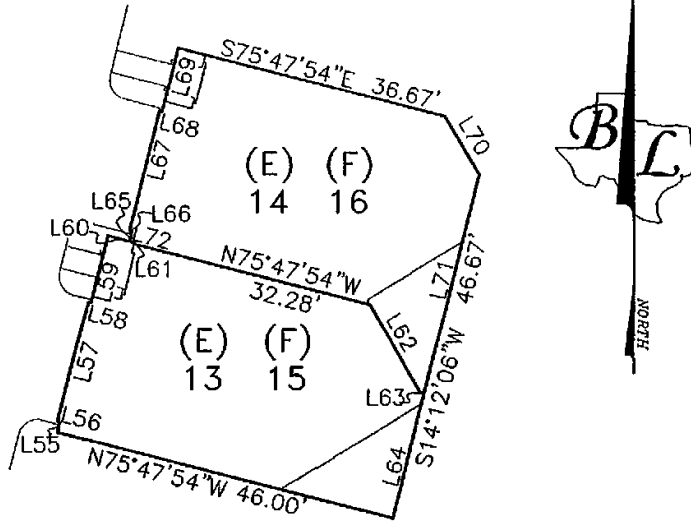 S75°47'54"E 36.67'
L69
L68
L67
L70
(E) (F)
14 16
B L
L65
L66
L60
L72
L61
N75°47'54"W
32.28'
L71
46.67'
L59
L58
L62
(E) (F)
13 15
L57
L63
S14°12'06"W
L56
L55
L64
N75°47'54"W 46.00'
NORTH